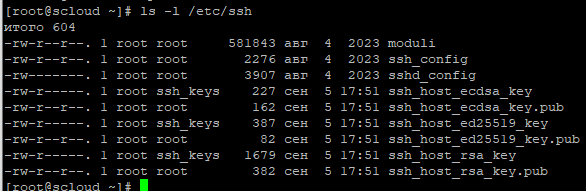 [root@scloud ~]# ls -l /etc/ssh
итого 604
-rw-r--r--. 1 root root     581843 авг  4  2023 moduli
-rw-r--r--. 1 root root       2276 авг  4  2023 ssh_config
-rw-------. 1 root root       3907 авг  4  2023 sshd_config
-rw-r-----. 1 root ssh_keys    227 сен  5 17:51 ssh_host_ecdsa_key
-rw-r--r--. 1 root root        162 сен  5 17:51 ssh_host_ecdsa_key.pub
-rw-r-----. 1 root ssh_keys    387 сен  5 17:51 ssh_host_ed25519_key
-rw-r--r--. 1 root root         82 сен  5 17:51 ssh_host_ed25519_key.pub
-rw-r-----. 1 root ssh_keys   1679 сен  5 17:51 ssh_host_rsa_key
-rw-r--r--. 1 root root        382 сен  5 17:51 ssh_host_rsa_key.pub
[root@scloud ~]#